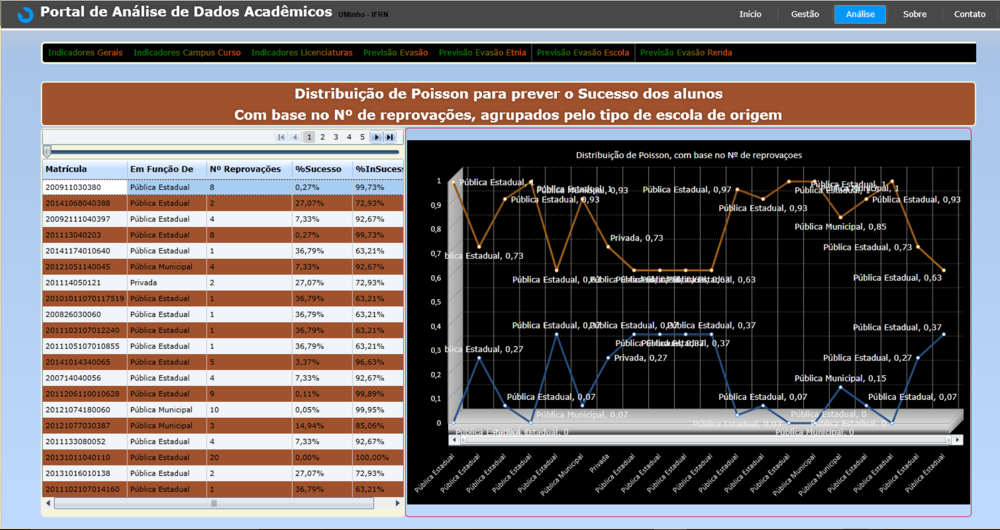 Portal de Análise de Dados Acadêmicos UMinho - IFRN
Início Gestão Análise Sobre Contato
Indicadores Gerais Indicadores Campus Curso Indicadores Licenciaturas Previsão Evasão Previsão Evasão Etnia Previsão Evasão Escola Previsão Evasão Renda
Distribuição de Poisson para prever o Sucesso dos alunos
Com base no Nº de reprovações, agrupados pelo tipo de escola de origem
1 2 3 4 5
Matrícula Em Função De Nº Reprovações %Sucesso %InSucess
200911030380 Pública Estadual 8 0,27% 99,73%
20141068040388 Pública Estadual 2 27,07% 72,93%
20092111040397 Pública Estadual 4 7,33% 92,67%
201113040203 Pública Estadual 8 0,27% 99,73%
20141174010640 Pública Estadual 1 36,79% 63,21%
20121051140045 Pública Municipal 4 7,33% 92,67%
201114050121 Privada 2 27,07% 72,93%
20101011070117519 Pública Estadual 1 36,79% 63,21%
200826030060 Pública Estadual 1 36,79% 63,21%
2011103107012240 Pública Estadual 1 36,79% 63,21%
2011105107010855 Pública Estadual 1 36,79% 63,21%
20141014340065 Pública Estadual 5 3,37% 96,63%
200714040056 Pública Estadual 4 7,33% 92,67%
2011206110010628 Pública Estadual 9 0,11% 99,89%
20121074180060 Pública Municipal 10 0,05% 99,95%
20121077030387 Pública Municipal 3 14,94% 85,06%
2011133080052 Pública Estadual 4 7,33% 92,67%
20131011040110 Pública Estadual 20 0,00% 100,00%
20131016010138 Pública Estadual 2 27,07% 72,93%
2011102107014160 Pública Estadual 1 36,79% 63,21%
Distribuição de Poisson, com base no Nº de reprovaçoes
1
0,9
0,8
0,7
0,6
0,5
0,4
0,3
0,2
0,1
0
Pública Estadual, 1
Pública Municipal, 0,93
Pública Estadual, 0,97
Pública Estadual, 1
Pública Municipal, 1
Pública Estadual, 0,93
Pública Estadual, 0,93
Pública Estadual, 0,93
Pública Municipal, 0,85
Privada, 0,73
Pública Estadual, 0,73
blica Estadual, 0,73
Pública Estadual, 0,63
Pública Estadual, 0,63
Pública Estadual, 0,37
Pública Estadual, 0,37
Pública Estadual, 0,37
Pública Estadual, 0,37
Pública Estadual, 0,37
blica Estadual, 0,27
Privada, 0,27
Pública Estadual, 0,27
Pública Municipal, 0,15
Pública Estadual, 0,07
Pública Estadual, 0,07
Pública Estadual, 0,07
Pública Municipal, 0,07
Pública Estadual, 0
Pública Estadual, 0,03
Pública Estadual, 0
Pública Estadual, 0
Pública Municipal, 0
Pública Estadual
Pública Estadual
Pública Estadual
Pública Estadual
Pública Estadual
Pública Municipal
Privada
Pública Estadual
Pública Estadual
Pública Estadual
Pública Estadual
Pública Estadual
Pública Estadual
Pública Estadual
Pública Municipal
Pública Municipal
Pública Estadual
Pública Estadual
Pública Estadual
Pública Estadual